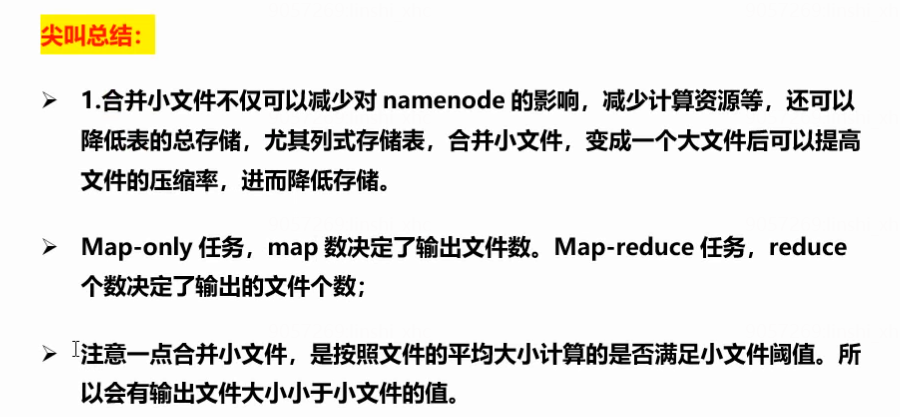 尖叫总结：
➢ 1.合并小文件不仅可以减少对 namenode 的影响，减少计算资源等，还可以
降低表的总存储，尤其列式存储表，合并小文件，变成一个大文件后可以提高
文件的压缩率，进而降低存储。
➢ Map-only 任务，map 数决定了输出文件数。Map-reduce 任务，reduce
个数决定了输出的文件个数；
➢ 注意一点合并小文件，是按照文件的平均大小计算的是否满足小文件阈值。所
以会有输出文件大小小于小文件的值。